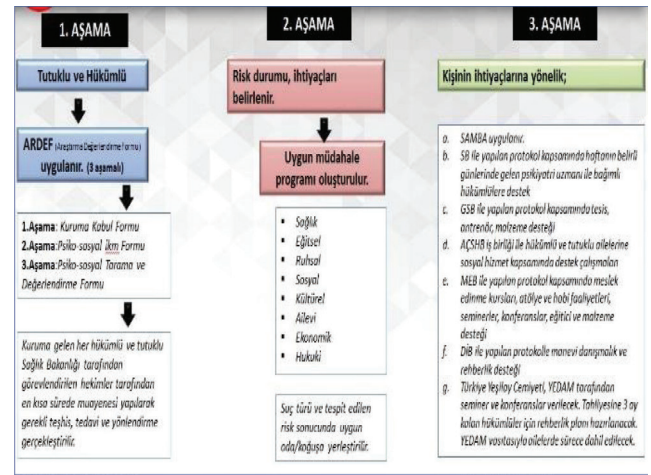 1. AŞAMA
Tutuklu ve Hükümlü
ARDEF (Araştırma Değerlendirme Formu)
uygulanır. (3 aşamalı)
1.Aşama: Kuruma Kabul Formu
2.Aşama:Psiko-sosyal İkm Formu
3.Aşama:Psiko-sosyal Tarama ve
Değerlendirme Formu
Kuruma gelen her hükümlü ve tutuklu
Sağlık Bakanlığı tarafından
görevlendirilen hekimler tarafından
en kısa sürede muayenesi yapılarak
gerekli teşhis, tedavi ve yönlendirme
gerçekleştirilir.
2. AŞAMA
Risk durumu, ihtiyaçları
belirlenir.
Uygun müdahale
programı oluşturulur.
▪ Sağlık
▪ Eğitsel
▪ Ruhsal
▪ Sosyal
▪ Kültürel
▪ Ailevi
▪ Ekonomik
▪ Hukuki
Suç türü ve tespit edilen
risk sonucunda uygun
oda/koğuşa yerleştirilir.
3. AŞAMA
Kişinin ihtiyaçlarına yönelik;
a. SAMBA uygulanır.
b. SB ile yapılan protokol kapsamında haftanın belirli
günlerinde gelen psikiyatri uzmanı ile bağımlı
hükümlülere destek
c. GSB ile yapılan protokol kapsamında tesis,
antrenör, malzeme desteği
d. AÇSHB iş birliği ile hükümlü ve tutuklu ailelerine
sosyal hizmet kapsamında destek çalışmaları
e. MEB ile yapılan protokol kapsamında meslek
edinme kursları, atölye ve hobi faaliyetleri,
seminerler, konferanslar, eğitici ve malzeme
desteği
f. DİB ile yapılan protokolle manevi danışmalık ve
rehberlik desteği
g. Türkiye Yeşilay Cemiyeti, YEDAM tarafından
seminer ve konferanslar verilecek. Tahliyesine 3 ay
kalan hükümlüler için rehberlik planı hazırlanacak.
YEDAM vasıtasıyla ailelerde sürece dahil edilecek.